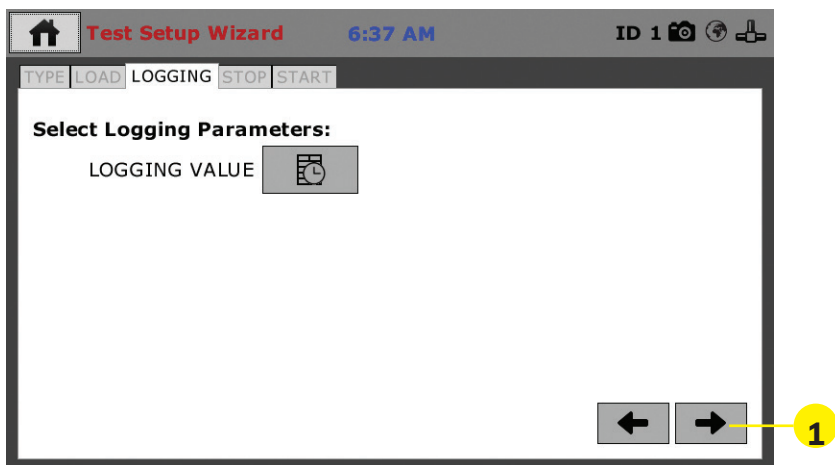 Test Setup Wizard 6:37 AM ID 1
TYPE LOAD LOGGING STOP START
Select Logging Parameters:
LOGGING VALUE
1